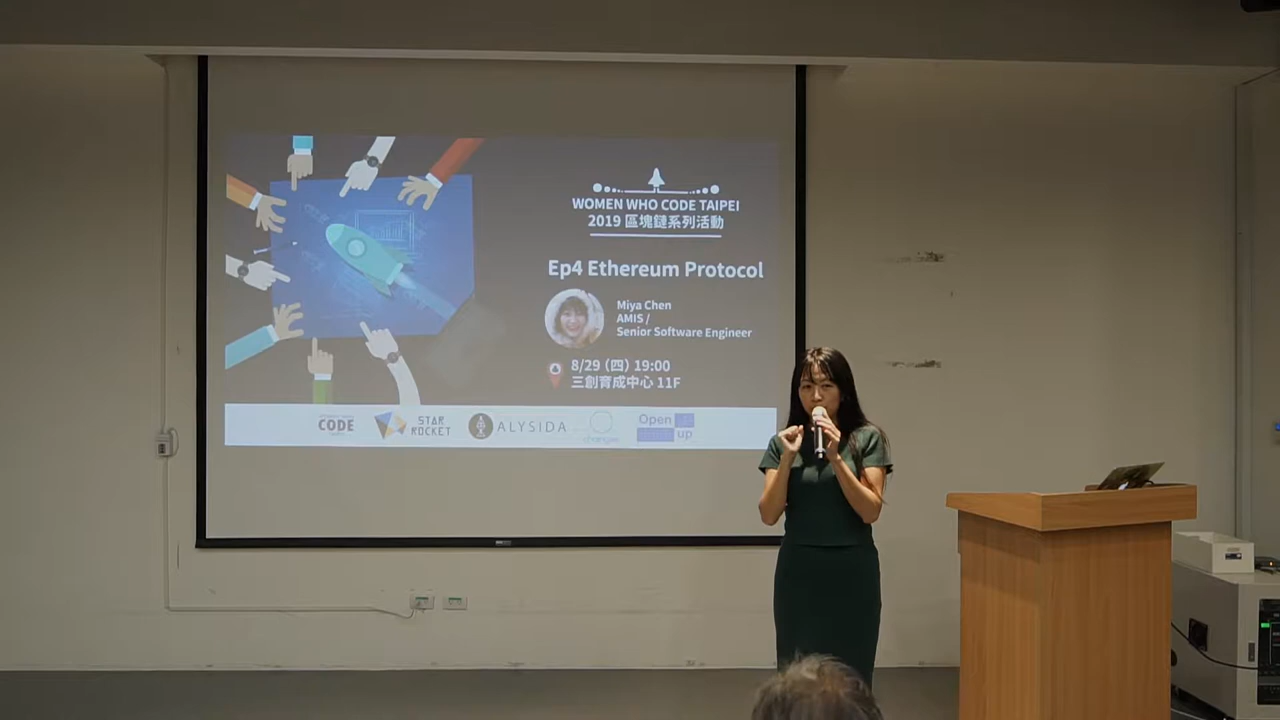 WOMEN WHO CODE TAIPEI
2019 區塊鏈系列活動
Ep4 Ethereum Protocol
Miya Chen
AMIS /
Senior Software Engineer
8/29 (四) 19:00
三創育成中心 11F
CODE
STAR
ROCKET
ALYSIDA
Open
up